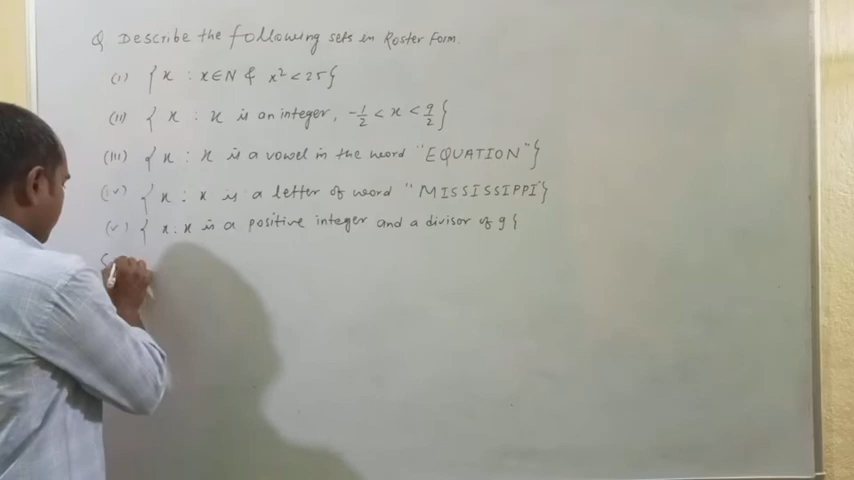 Q Describe the following sets in Roster Form.
(i) { x : x ∈ N & x² < 25}
(ii) { x : x is an integer, -1/2 < x < 9/2 }
(iii) { x : x is a vowel in the word "EQUATION" }
(iv) { x : x is a letter of word "MISSISSIPPI" }
(v) { x : x is a positive integer and a divisor of 9 {
(